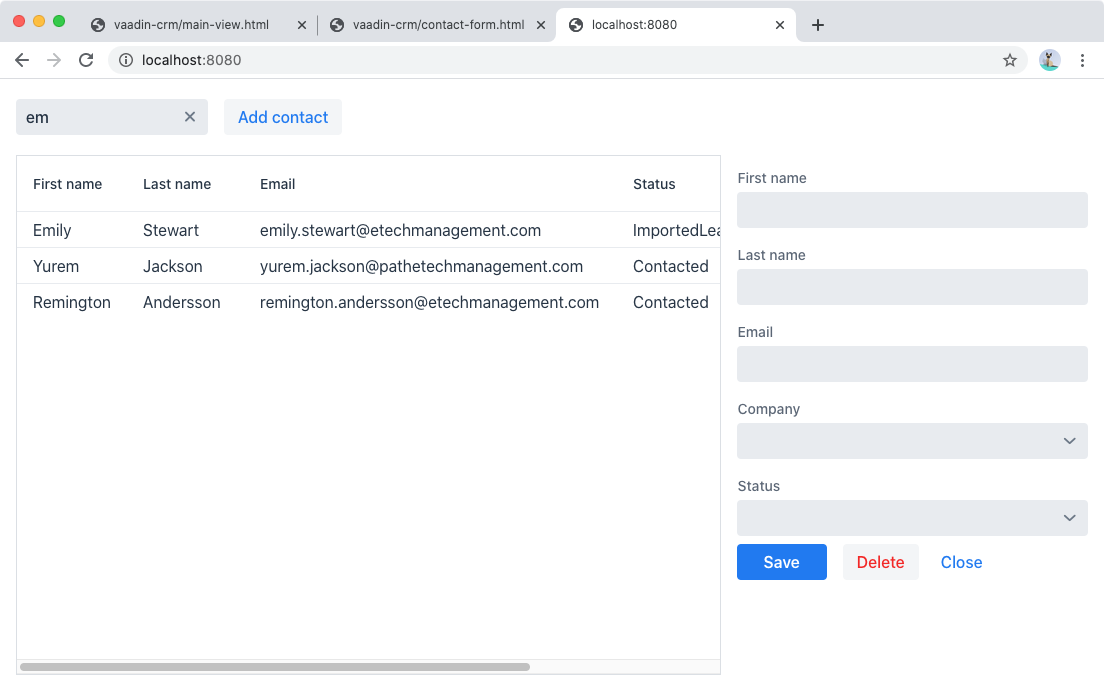 vaadin-crm/main-view.html vaadin-crm/contact-form.html localhost:8080
localhost:8080
em Add contact
First name Last name Email Status
Emily Stewart emily.stewart@etechmanagement.com ImportedLea
Yurem Jackson yurem.jackson@pathetechmanagement.com Contacted
Remington Andersson remington.andersson@etechmanagement.com Contacted
First name
Last name
Email
Company
Status
Save Delete Close